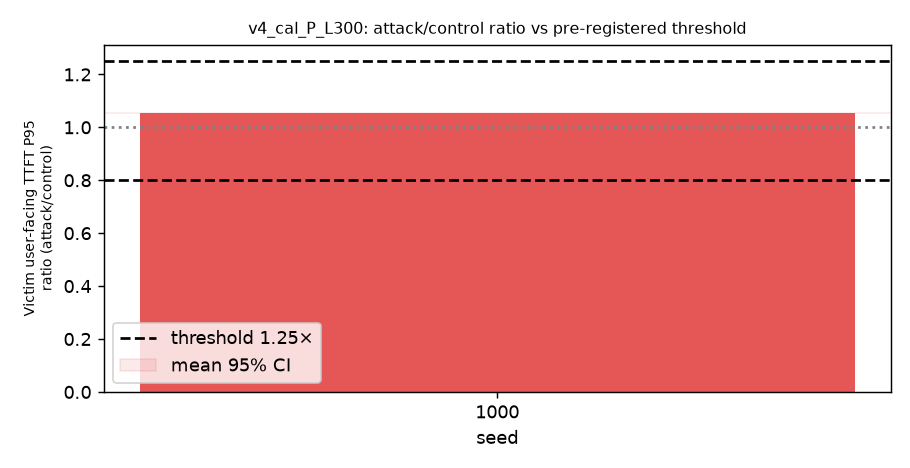 v4_cal_P_L300: attack/control ratio vs pre-registered threshold
Victim user-facing TTFT P95
ratio (attack/control)
1.2
1.0
0.8
0.6
0.4
0.2
0.0
threshold 1.25×
mean 95% CI
1000
seed